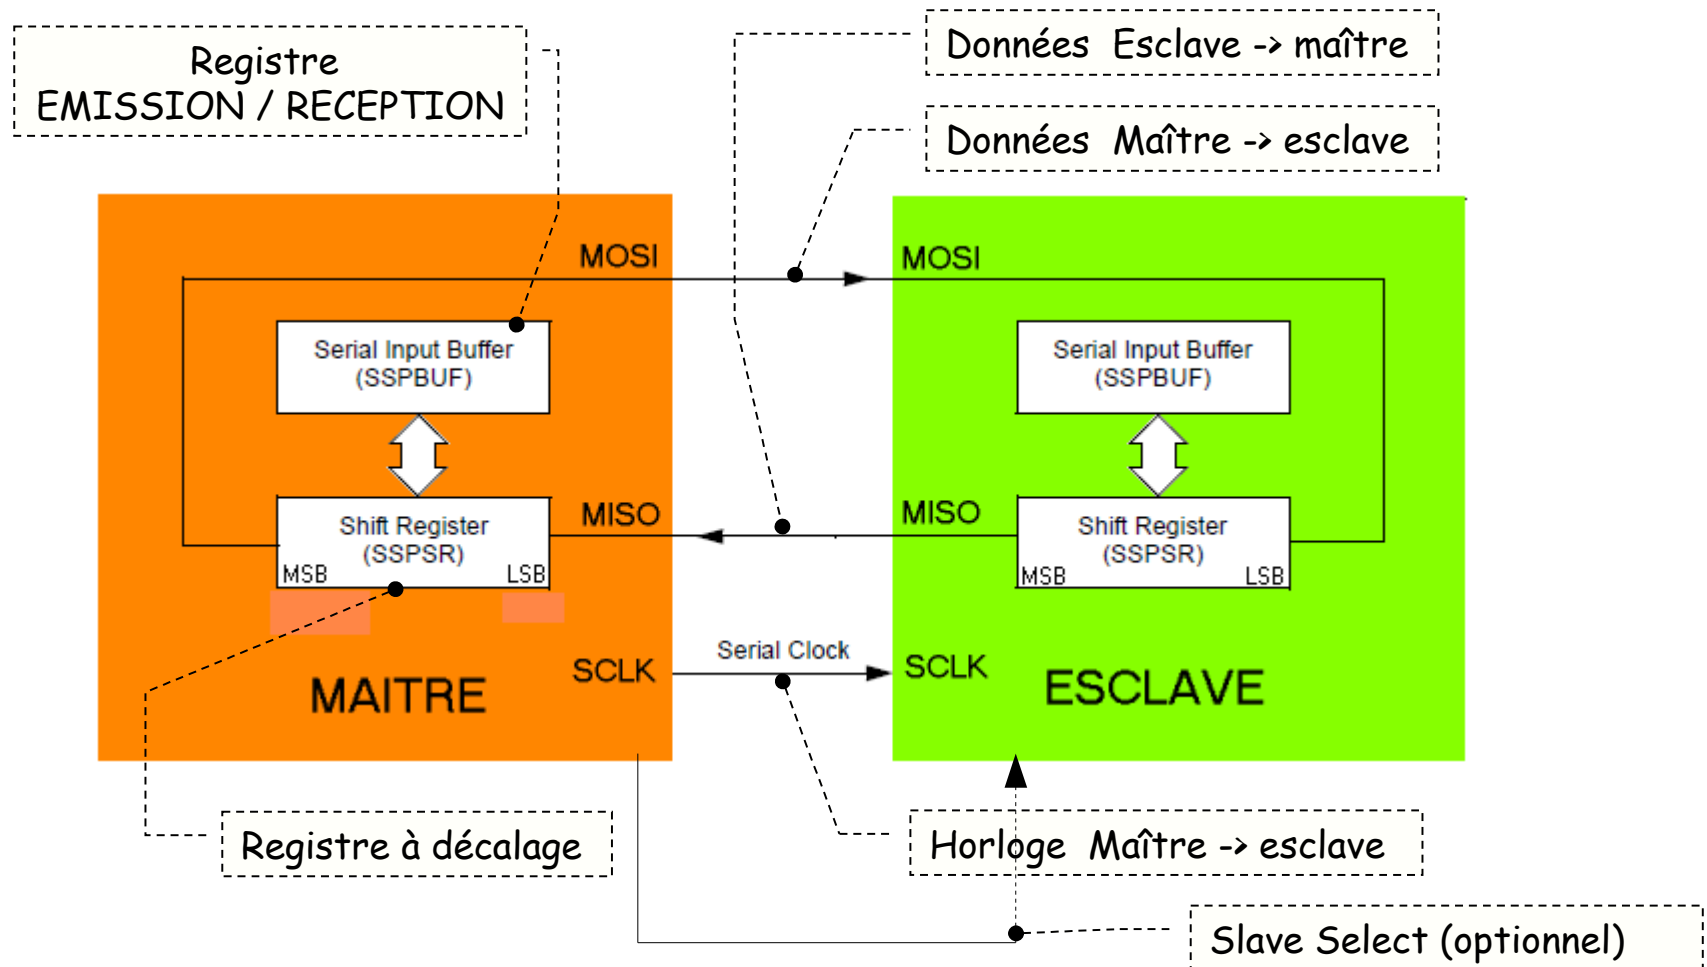 Registre
EMISSION / RECEPTION
Données Esclave -> maître
Données Maître -> esclave
MOSI
MOSI
Serial Input Buffer
(SSPBUF)
Serial Input Buffer
(SSPBUF)
MISO
MISO
Shift Register
(SSPSR)
MSB
LSB
Shift Register
(SSPSR)
MSB
LSB
Serial Clock
SCLK
SCLK
MAITRE
ESCLAVE
Registre à décalage
Horloge Maître -> esclave
Slave Select (optionnel)